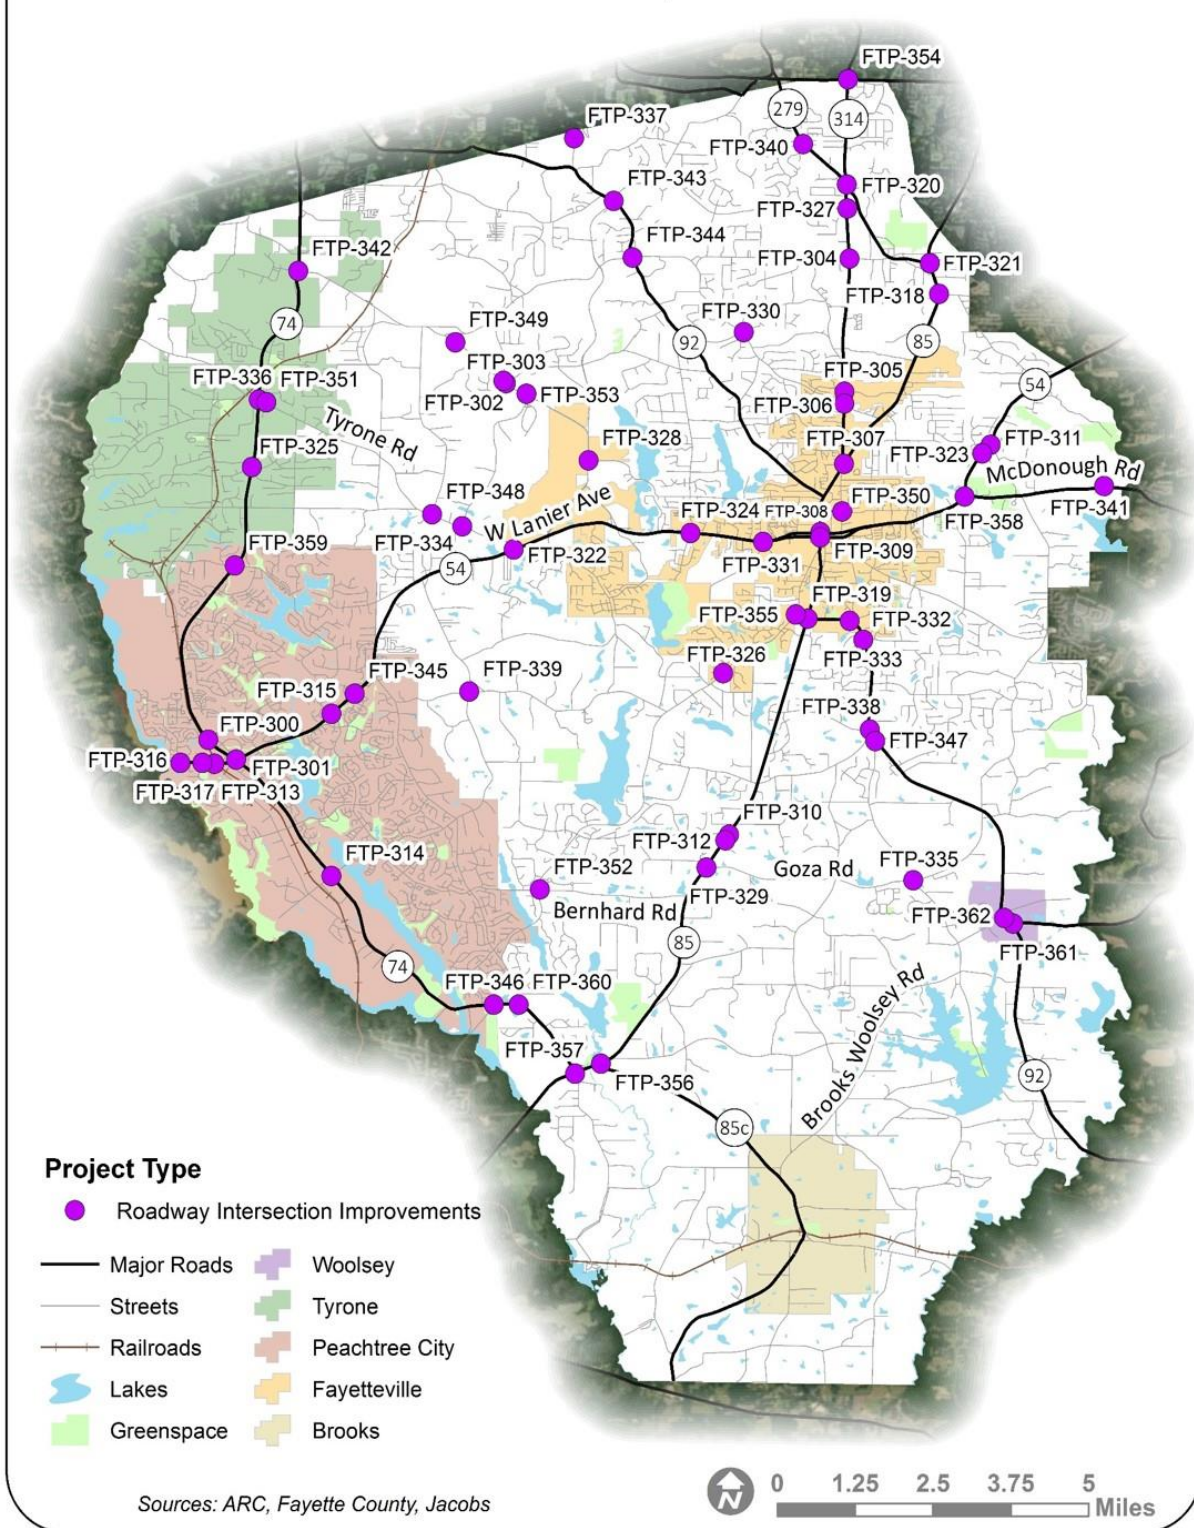 FTP-354
279
314
FTP-337
FTP-340
FTP-343
FTP-320
FTP-327
FTP-344
FTP-342
FTP-304
FTP-321
FTP-318
74
FTP-349
FTP-330
92
85
FTP-303
FTP-336 FTP-351
FTP-305
54
FTP-302
FTP-353
FTP-306
Tyrone Rd
FTP-328
FTP-307
FTP-311
FTP-325
FTP-323
McDonough Rd
FTP-348
FTP-350
W Lanier Ave
FTP-324 FTP-308
FTP-358
FTP-341
FTP-359
FTP-334
FTP-322
FTP-309
54
FTP-331
FTP-319
FTP-355
FTP-332
FTP-326
FTP-333
FTP-345
FTP-339
FTP-315
FTP-338
FTP-300
FTP-347
FTP-316
FTP-301
FTP-317 FTP-313
FTP-310
FTP-312
FTP-314
FTP-352
Goza Rd
FTP-335
FTP-329
Bernhard Rd
FTP-362
85
FTP-361
74
FTP-346 FTP-360
Brooks Woolsey Rd
FTP-357
FTP-356
92
85c
Project Type
Roadway Intersection Improvements
Major Roads
Woolsey
Streets
Tyrone
Railroads
Peachtree City
Lakes
Fayetteville
Greenspace
Brooks
N
0 1.25 2.5 3.75 5
Miles
Sources: ARC, Fayette County, Jacobs